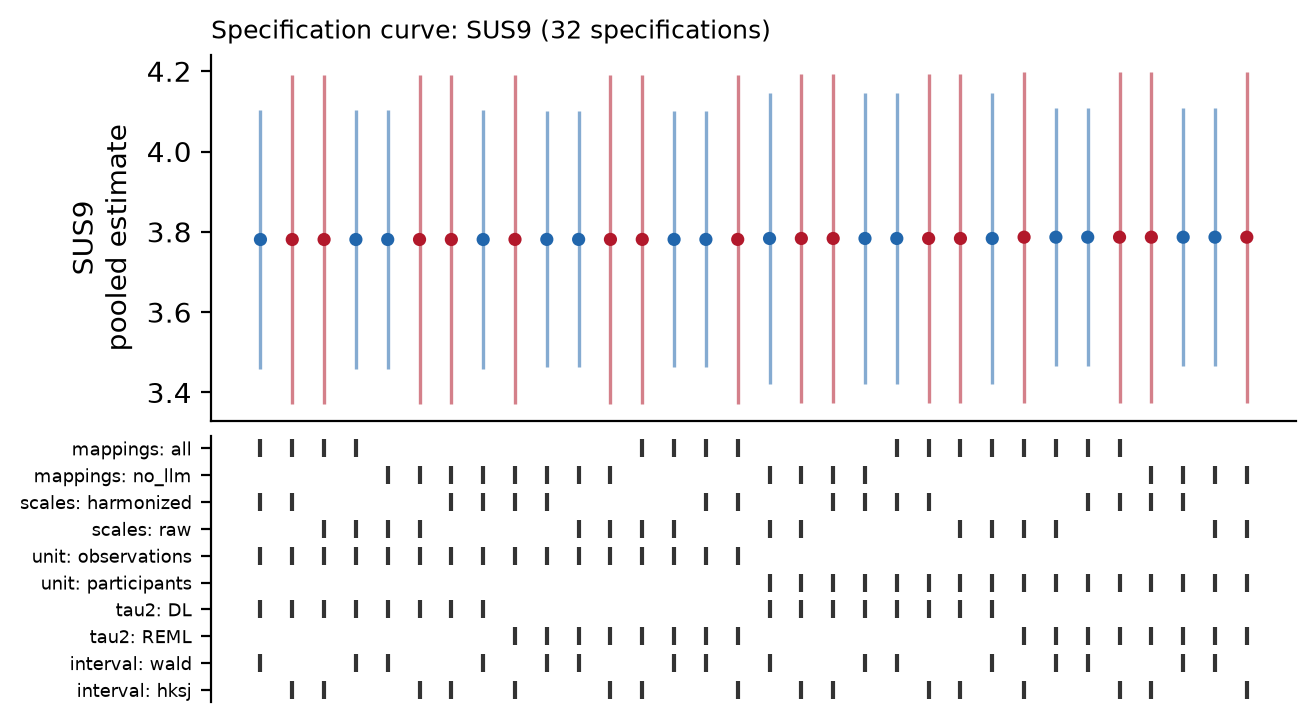 Specification curve: SUS9 (32 specifications)
SUS9
pooled estimate
4.2
4.0
3.8
3.6
3.4
mappings: all
mappings: no_llm
scales: harmonized
scales: raw
unit: observations
unit: participants
tau2: DL
tau2: REML
interval: wald
interval: hksj